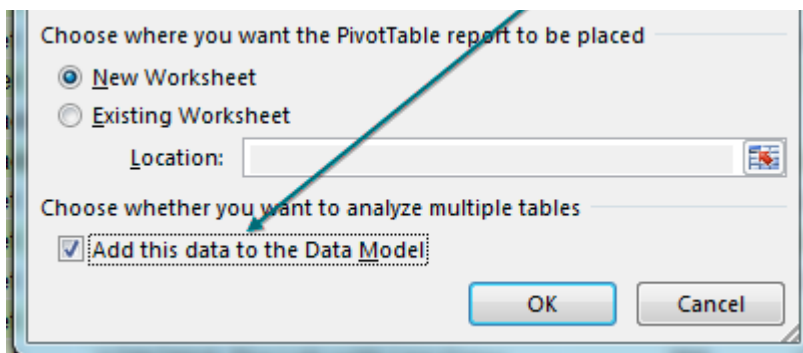 Choose where you want the PivotTable report to be placed
New Worksheet
Existing Worksheet
Location:
Choose whether you want to analyze multiple tables
Add this data to the Data Model
OK Cancel